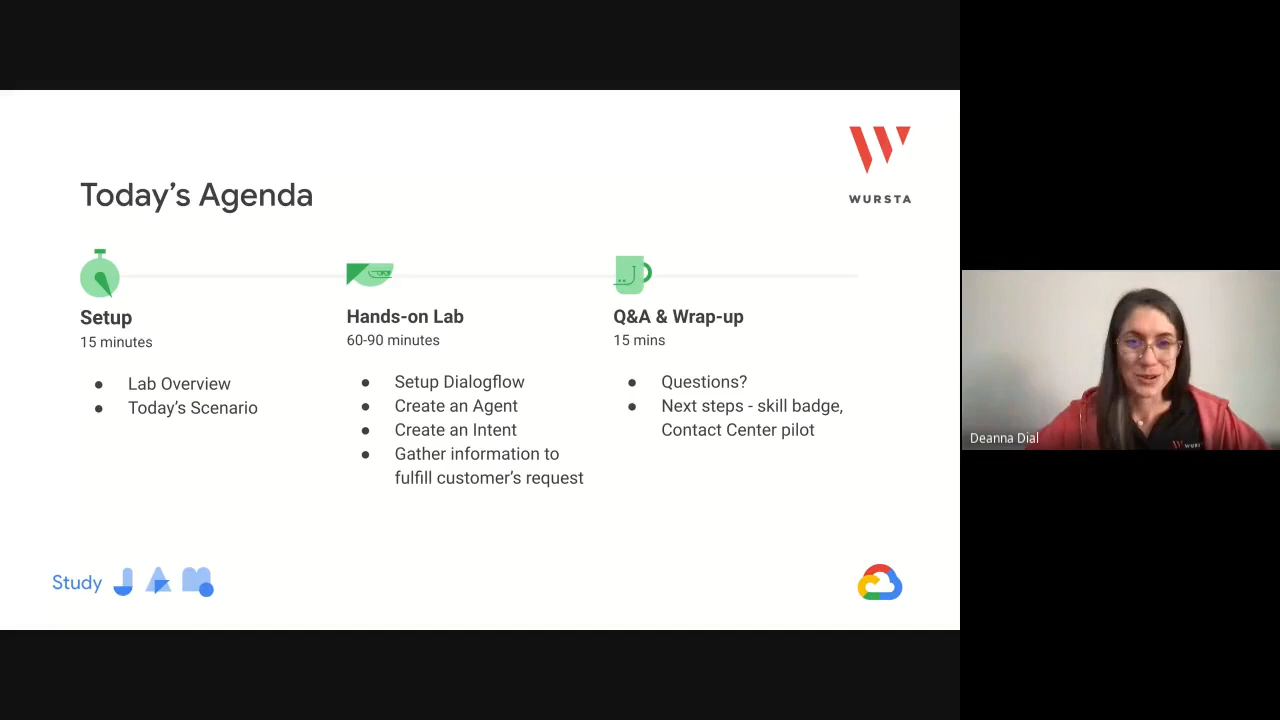 WURSTA
Today's Agenda
Setup
15 minutes
● Lab Overview
● Today's Scenario
Hands-on Lab
60-90 minutes
● Setup Dialogflow
● Create an Agent
● Create an Intent
● Gather information to
fulfill customer's request
Q&A & Wrap-up
15 mins
● Questions?
● Next steps - skill badge,
Contact Center pilot
Study JAM
Deanna Dial